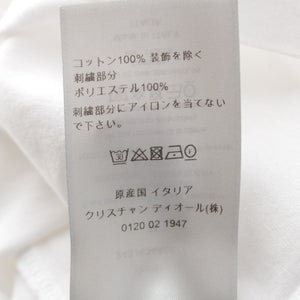 コットン100% 装飾を除く
刺繍部分
ポリエステル100%
刺繍部分にアイロンを当てない
で下さい。
原産国 イタリア
クリスチャン ディオール(株)
0120 02 1947